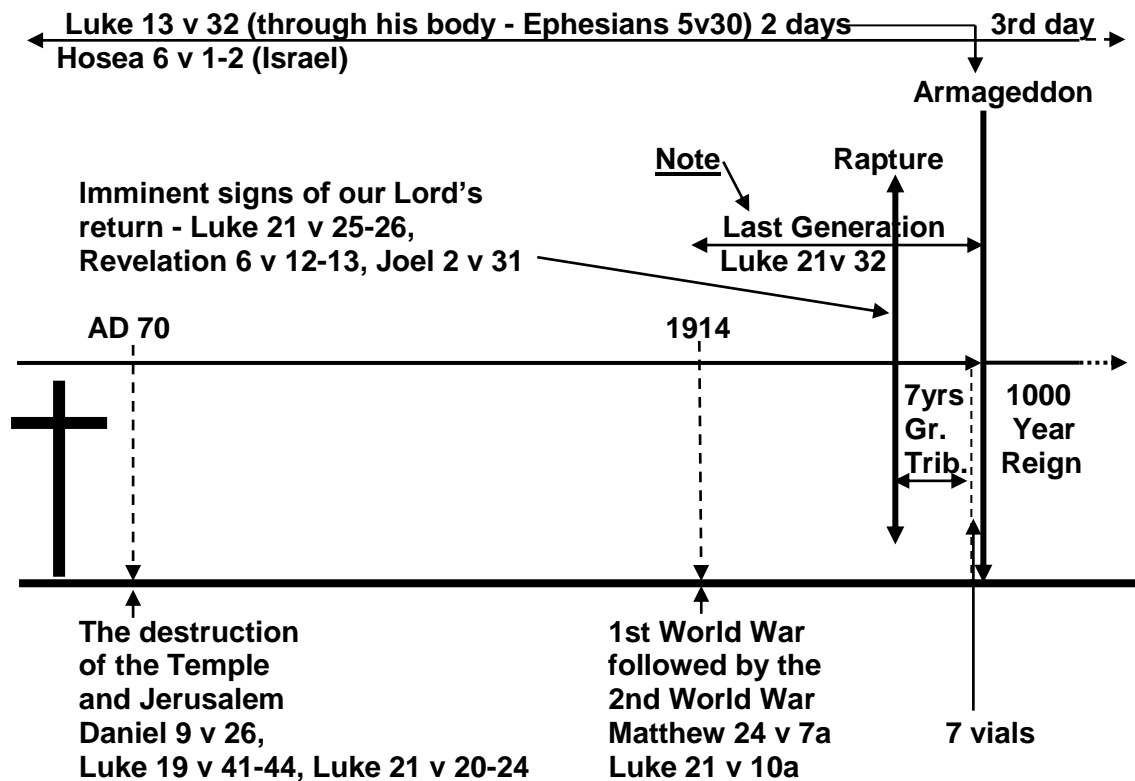 Luke 13 v 32 (through his body - Ephesians 5v30) 2 days 3rd day
Hosea 6 v 1-2 (Israel)
Armageddon
Note
Rapture
Imminent signs of our Lord’s
return - Luke 21 v 25-26,
Revelation 6 v 12-13, Joel 2 v 31
Last Generation
Luke 21v 32
AD 70
1914
7yrs
Gr.
Trib.
1000
Year
Reign
The destruction
of the Temple
and Jerusalem
Daniel 9 v 26,
Luke 19 v 41-44, Luke 21 v 20-24
1st World War
followed by the
2nd World War
Matthew 24 v 7a
Luke 21 v 10a
7 vials